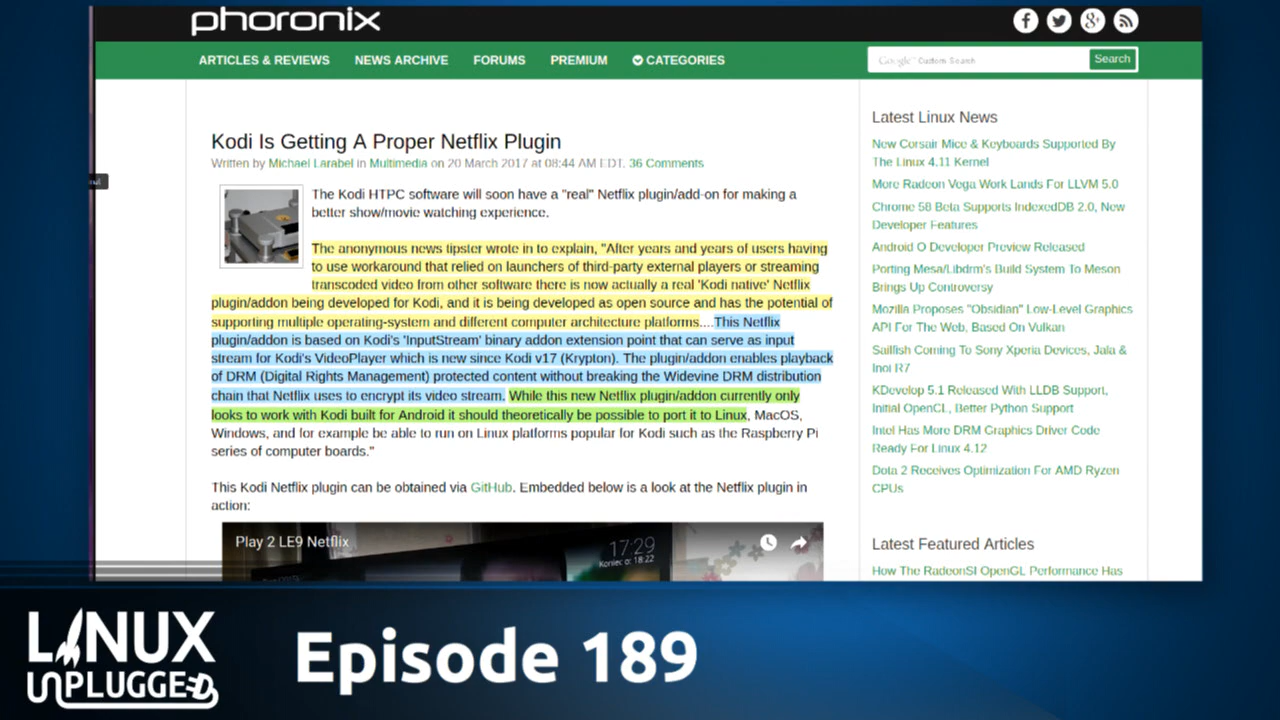 phoronix
ARTICLES & REVIEWS NEWS ARCHIVE FORUMS PREMIUM CATEGORIES
Google™ Custom Search Search
Kodi Is Getting A Proper Netflix Plugin
Written by Michael Larabel in Multimedia on 20 March 2017 at 08:44 AM EDT. 36 Comments
The Kodi HTPC software will soon have a "real" Netflix plugin/add-on for making a
better show/movie watching experience.
The anonymous news tipster wrote in to explain, "After years and years of users having
to use workaround that relied on launchers of third-party external players or streaming
transcoded video from other software there is now actually a real 'Kodi native' Netflix
plugin/addon being developed for Kodi, and it is being developed as open source and has the potential of
supporting multiple operating-system and different computer architecture platforms....This Netflix
plugin/addon is based on Kodi's 'InputStream' binary addon extension point that can serve as input
stream for Kodi's VideoPlayer which is new since Kodi v17 (Krypton). The plugin/addon enables playback
of DRM (Digital Rights Management) protected content without breaking the Widevine DRM distribution
chain that Netflix uses to encrypt its video stream. While this new Netflix plugin/addon currently only
looks to work with Kodi built for Android it should theoretically be possible to port it to Linux, MacOS,
Windows, and for example be able to run on Linux platforms popular for Kodi such as the Raspberry Pi
series of computer boards."
This Kodi Netflix plugin can be obtained via GitHub. Embedded below is a look at the Netflix plugin in
action:
Play 2 LE9 Netflix
17:29
Koniec o: 18:22
Latest Linux News
New Corsair Mice & Keyboards Supported By
The Linux 4.11 Kernel
More Radeon Vega Work Lands For LLVM 5.0
Chrome 58 Beta Supports IndexedDB 2.0, New
Developer Features
Android O Developer Preview Released
Porting Mesa/Libdrm's Build System To Meson
Brings Up Controversy
Mozilla Proposes "Obsidian" Low-Level Graphics
API For The Web, Based On Vulkan
Sailfish Coming To Sony Xperia Devices, Jala &
Inoi R7
KDevelop 5.1 Released With LLDB Support,
Initial OpenCL, Better Python Support
Intel Has More DRM Graphics Driver Code
Ready For Linux 4.12
Dota 2 Receives Optimization For AMD Ryzen
CPUs
Latest Featured Articles
How The RadeonSI OpenGL Performance Has
LINUX
UNPLUGGED
Episode 189